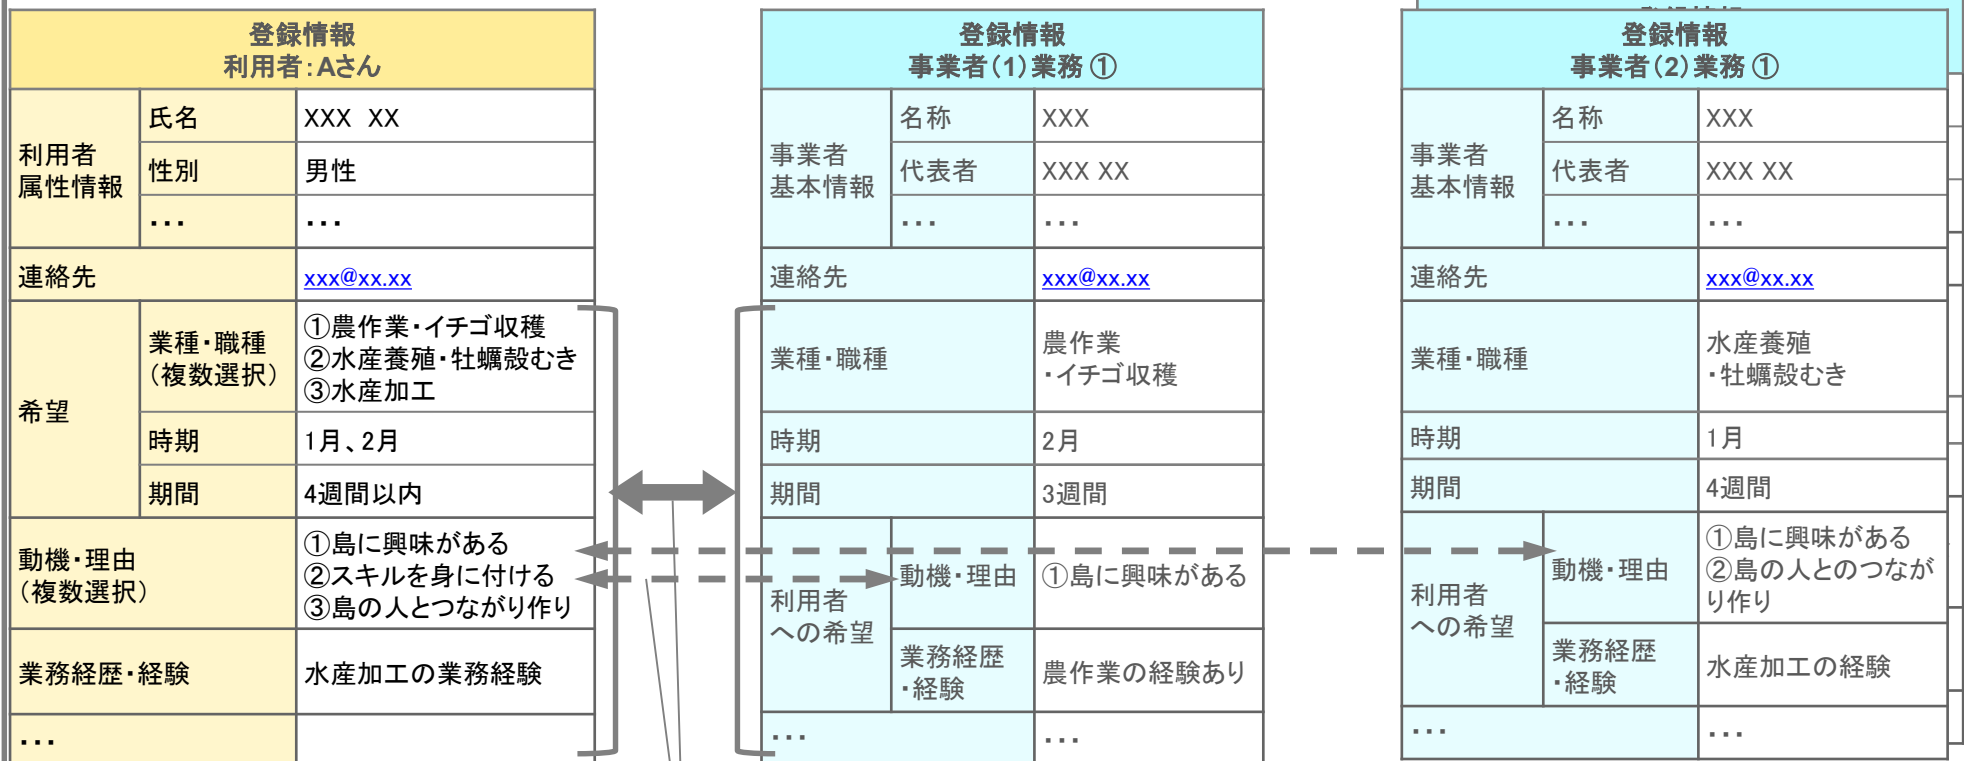 登録情報
利用者:Aさん
利用者
属性情報
氏名
XXX XX
性別
男性
・・・
・・・
連絡先
xxx@xx.xx
希望
業種・職種
(複数選択)
①農作業・イチゴ収穫
②水産養殖・牡蠣殻むき
③水産加工
時期
1月、2月
期間
4週間以内
動機・理由
(複数選択)
①島に興味がある
②スキルを身に付ける
③島の人とつながり作り
業務経歴・経験
水産加工の業務経験
・・・
登録情報
事業者(1)業務①
事業者
基本情報
名称
XXX
代表者
XXX XX
・・・
・・・
連絡先
xxx@xx.xx
業種・職種
農作業
・イチゴ収穫
時期
2月
期間
3週間
利用者
への希望
動機・理由
①島に興味がある
業務経歴
・経験
農作業の経験あり
・・・
・・・
登録情報
事業者(2)業務①
事業者
基本情報
名称
XXX
代表者
XXX XX
・・・
・・・
連絡先
xxx@xx.xx
業種・職種
水産養殖
・牡蠣殻むき
時期
1月
期間
4週間
利用者
への希望
動機・理由
①島に興味がある
②島の人とのつなが
り作り
業務経歴
・経験
水産加工の経験
・・・
・・・